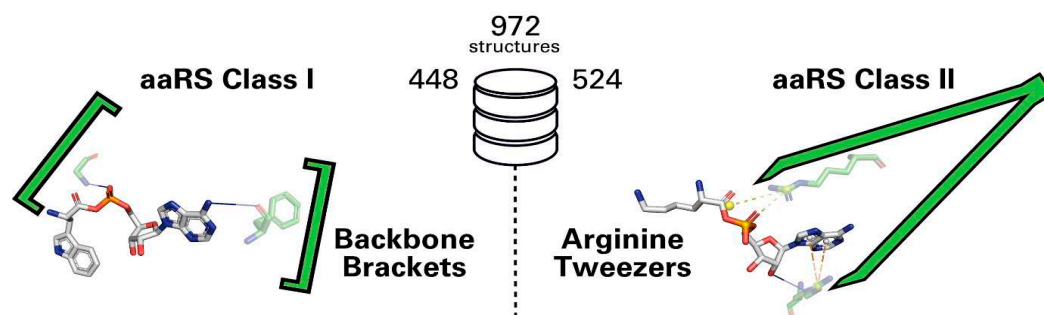 972
structures
aaRS Class I
448
524
aaRS Class II
Backbone
Brackets
Arginine
Tweezers